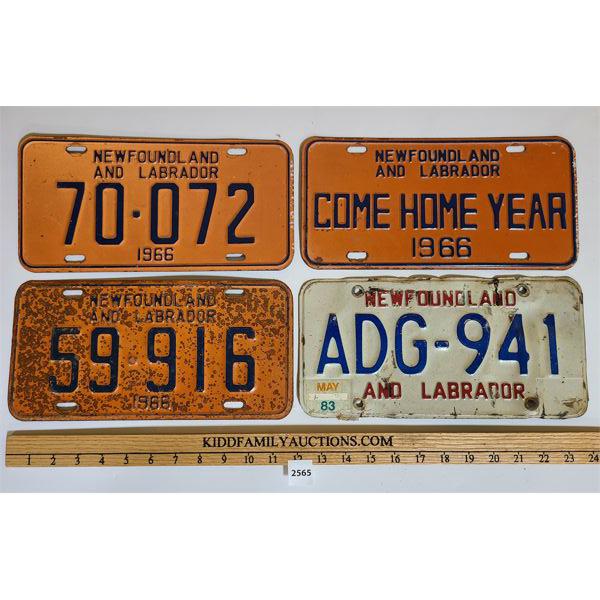 NEWFOUNDLAND
AND LABRADOR
70·072
1966
NEWFOUNDLAND
AND LABRADOR
COME HOME YEAR
1966
NEWFOUNDLAND
AND LABRADOR
59·916
1966
NEWFOUNDLAND
ADG-941
MAY
83
AND LABRADOR
KIDDFAMILYAUCTIONS.COM
1 2 3 4 5 6 7 8 9 10 11 12 13 14 15 16 17 18 19 20 21 22 23 24
2565